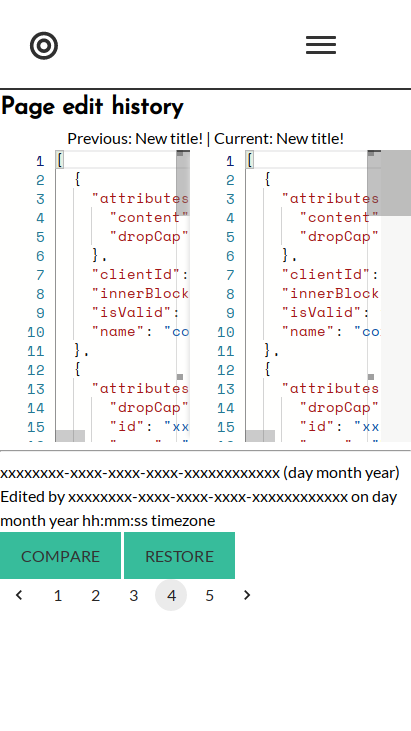 Page edit history
Previous: New title! | Current: New title!
1 [
2 {
3 "attributes
4 "content"
5 "dropCap"
6 },
7 "clientId":
8 "innerBlock
9 "isValid":
10 "name": "co
11 },
12 {
13 "attributes
14 "dropCap"
15 "id": "xx
1 [
2 {
3 "attributes
4 "content"
5 "dropCap"
6 },
7 "clientId":
8 "innerBlock
9 "isValid":
10 "name": "co
11 },
12 {
13 "attributes
14 "dropCap"
15 "id": "xx
xxxxxxxx-xxxx-xxxx-xxxx-xxxxxxxxxxxx (day month year)
Edited by xxxxxxxx-xxxx-xxxx-xxxx-xxxxxxxxxxxx on day
month year hh:mm:ss timezone
COMPARE RESTORE
1 2 3 4 5